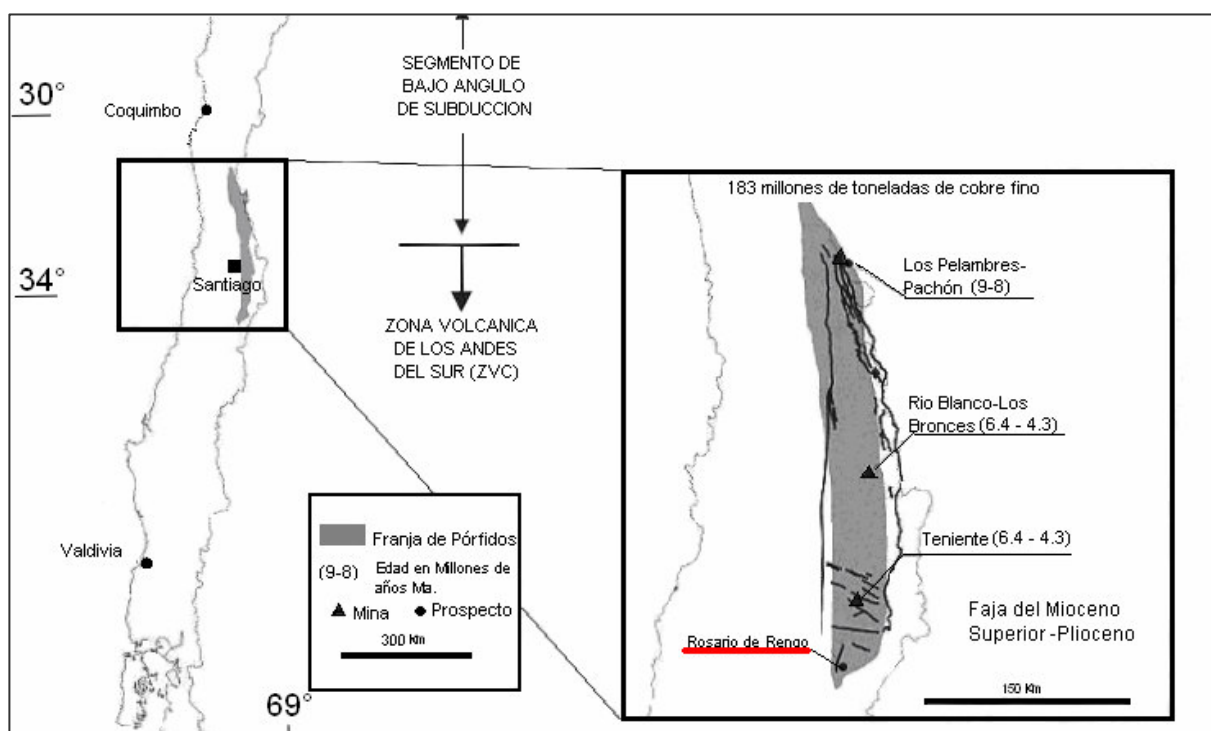 30°
Coquimbo
34°
Santiago
Valdivia
69°
SEGMENTO DE
BAJO ANGULO
DE SUBDUCCION
ZONA VOLCANICA
DE LOS ANDES
DEL SUR (ZVC)
Franja de Pórfidos
(9-8) Edad en Millones de
años Ma.
Mina Prospecto
300 Km
183 millones de toneladas de cobre fino
Los Pelambres-
Pachón (9-8)
Rio Blanco-Los
Bronces (6.4 - 4.3)
Teniente (6.4 - 4.3)
Faja del Mioceno
Superior -Plioceno
Rosario de Rengo
150 Km